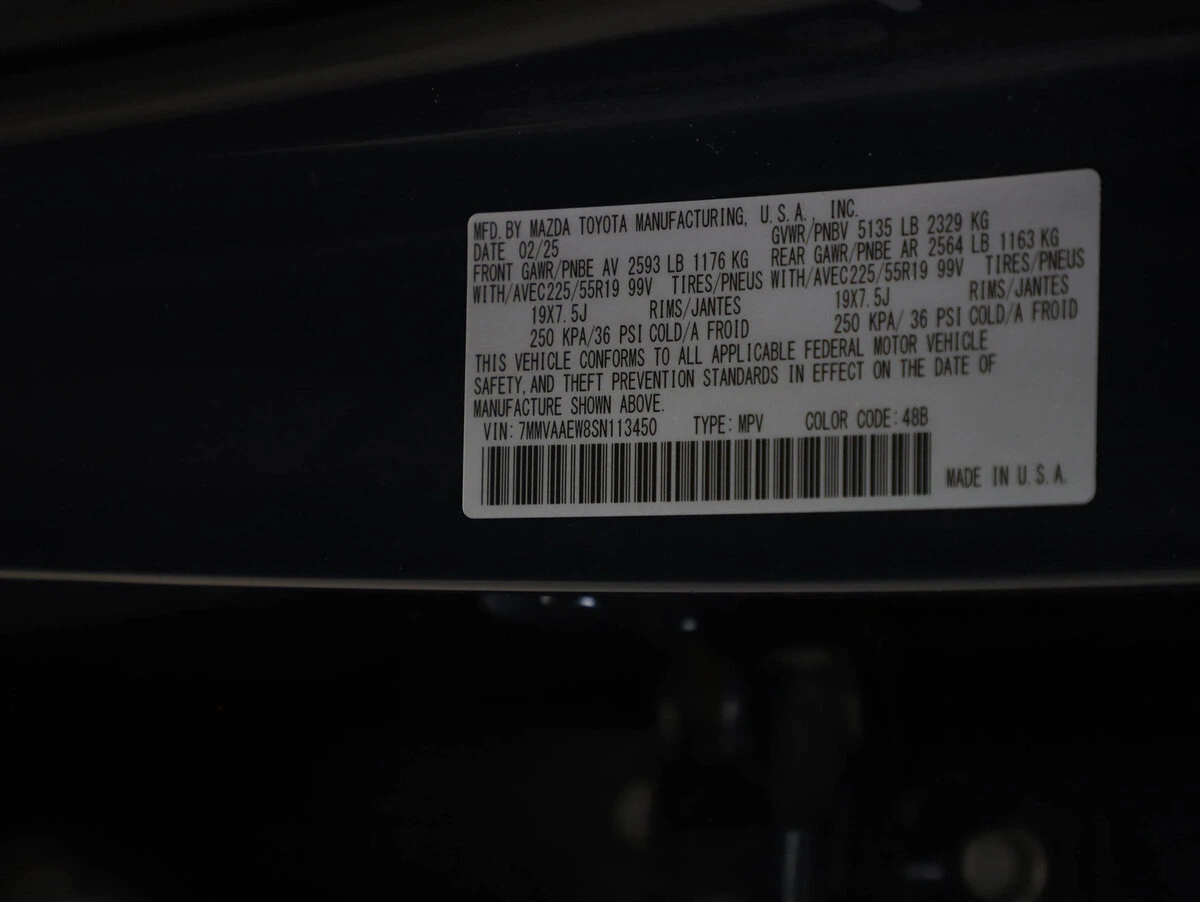 MFD. BY MAZDA TOYOTA MANUFACTURING, U.S.A., INC.
DATE 02/25 GVWR/PNBV 5135 LB 2329 KG
FRONT GAWR/PNBE AV 2593 LB 1176 KG REAR GAWR/PNBE AR 2564 LB 1163 KG
WITH/AVEC225/55R19 99V TIRES/PNEUS WITH/AVEC225/55R19 99V TIRES/PNEUS
19X7.5J RIMS/JANTES 19X7.5J RIMS/JANTES
250 KPA/36 PSI COLD/A FROID 250 KPA/ 36 PSI COLD/A FROID
THIS VEHICLE CONFORMS TO ALL APPLICABLE FEDERAL MOTOR VEHICLE
SAFETY, AND THEFT PREVENTION STANDARDS IN EFFECT ON THE DATE OF
MANUFACTURE SHOWN ABOVE.
VIN: 7MMVAAEW8SN113450 TYPE: MPV COLOR CODE: 48B
MADE IN U.S.A.